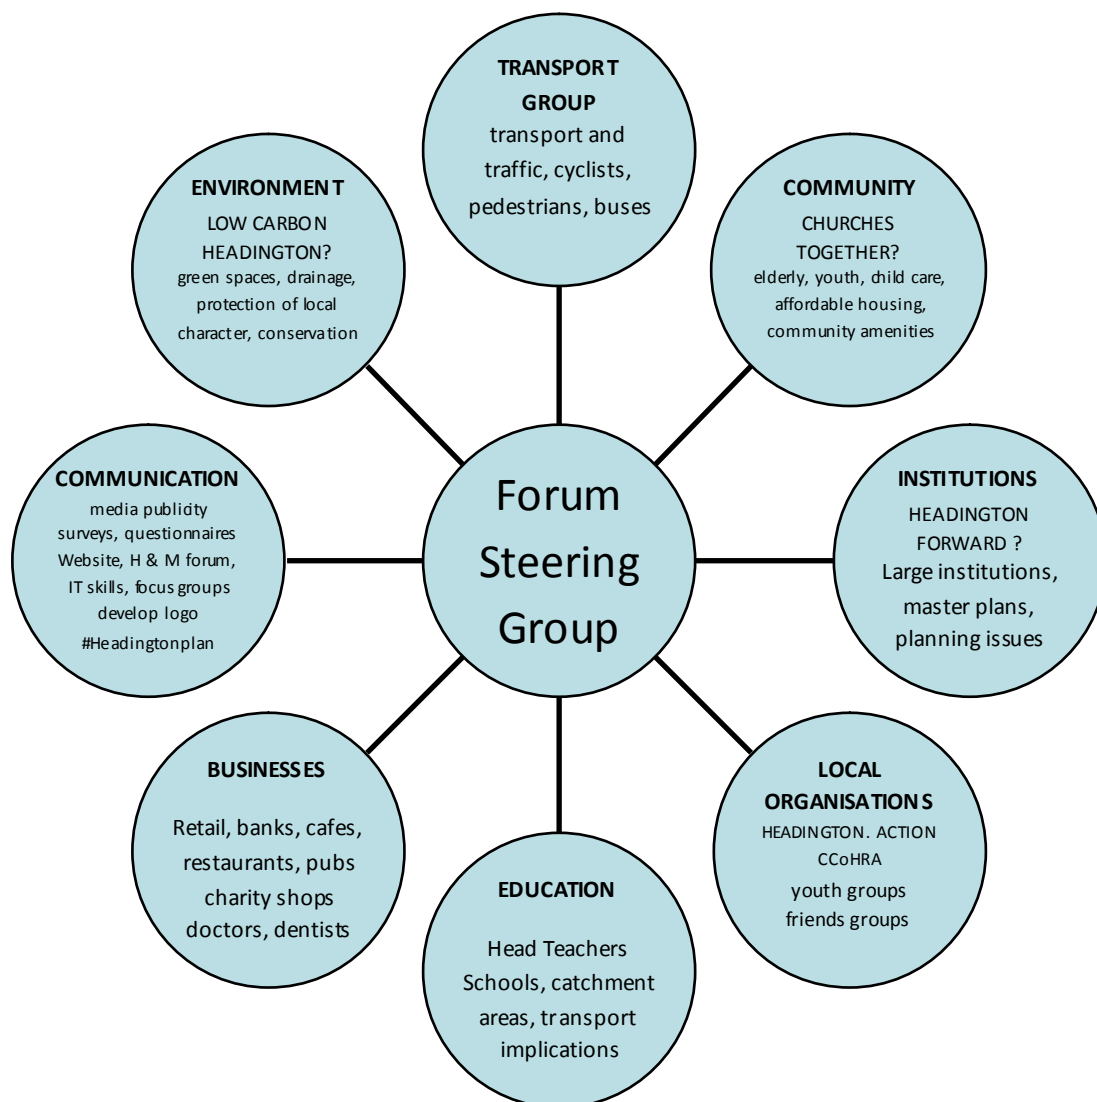 TRANSPORT
GROUP
transport and
traffic, cyclists,
pedestrians, buses
COMMUNITY
CHURCHES
TOGETHER?
elderly, youth, child care,
affordable housing,
community amenities
INSTITUTIONS
HEADINGTON
FORWARD ?
Large institutions,
master plans,
planning issues
LOCAL
ORGANISATIONS
HEADINGTON. ACTION
CCoHRA
youth groups
friends groups
EDUCATION
Head Teachers
Schools, catchment
areas, transport
implications
BUSINESSES
Retail, banks, cafes,
restaurants, pubs
charity shops
doctors, dentists
COMMUNICATION
media publicity
surveys, questionnaires
Website, H & M forum,
IT skills, focus groups
develop logo
#Headingtonplan
ENVIRONMENT
LOW CARBON
HEADINGTON?
green spaces, drainage,
protection of local
character, conservation
Forum
Steering
Group